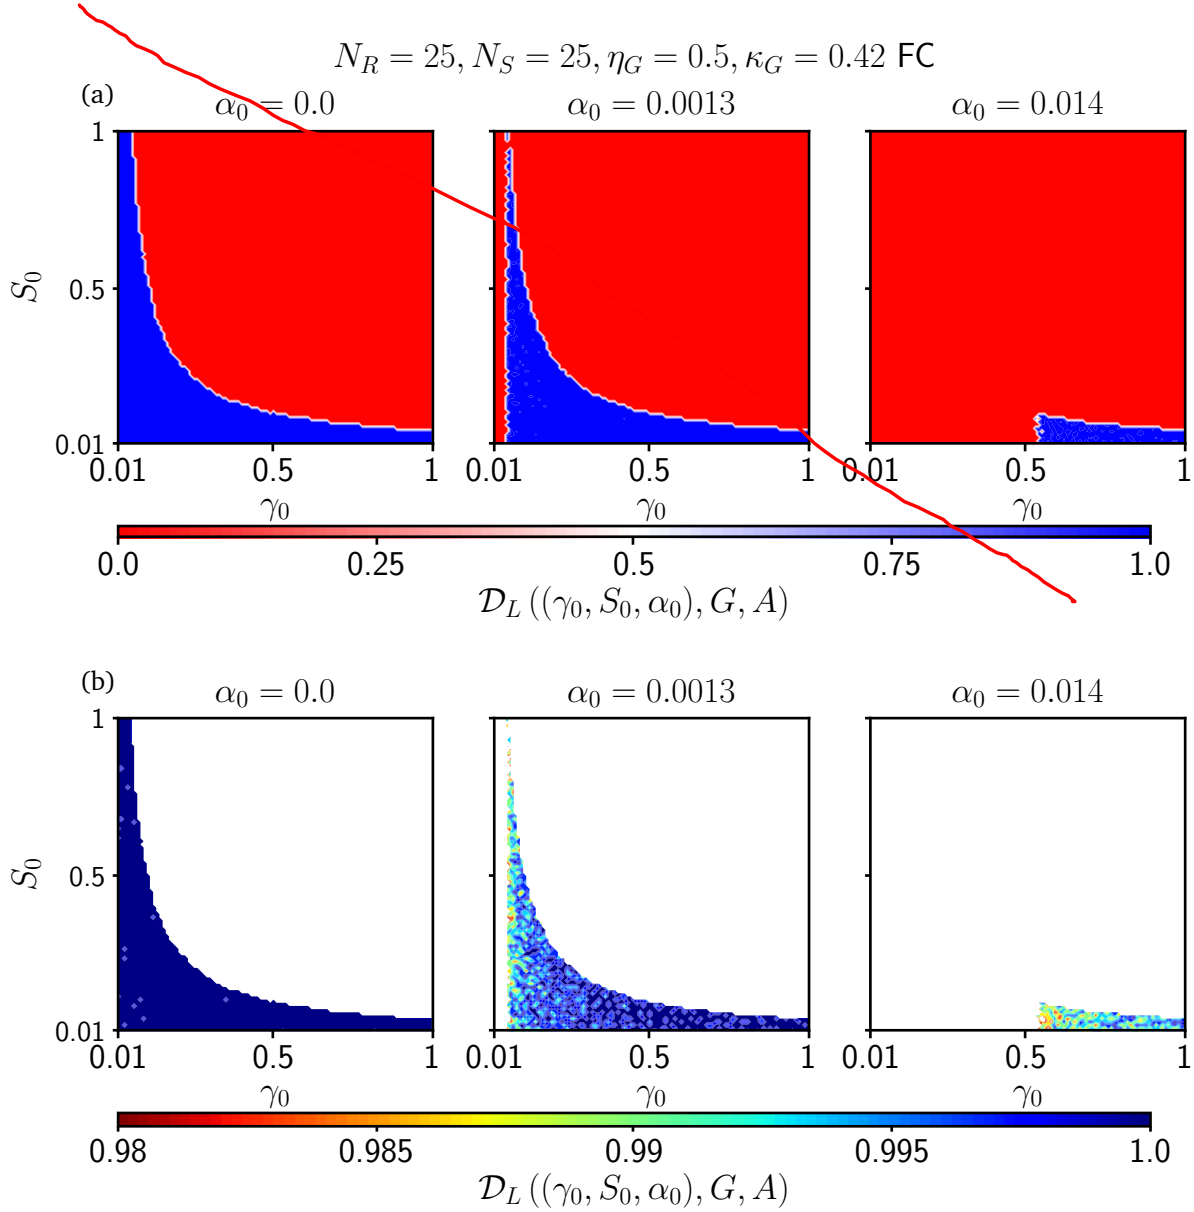 N_R = 25, N_S = 25, η_G = 0.5, κ_G = 0.42 FC
(a)
α_0 = 0.0 α_0 = 0.0013 α_0 = 0.014
1
S_0 0.5
0.01
0.01 0.5 1 0.01 0.5 1 0.01 0.5 1
γ_0 γ_0 γ_0
0.0 0.25 0.5 0.75 1.0
𝒟_L ((γ_0, S_0, α_0), G, A)
(b)
α_0 = 0.0 α_0 = 0.0013 α_0 = 0.014
1
S_0 0.5
0.01
0.01 0.5 1 0.01 0.5 1 0.01 0.5 1
γ_0 γ_0 γ_0
0.98 0.985 0.99 0.995 1.0
𝒟_L ((γ_0, S_0, α_0), G, A)